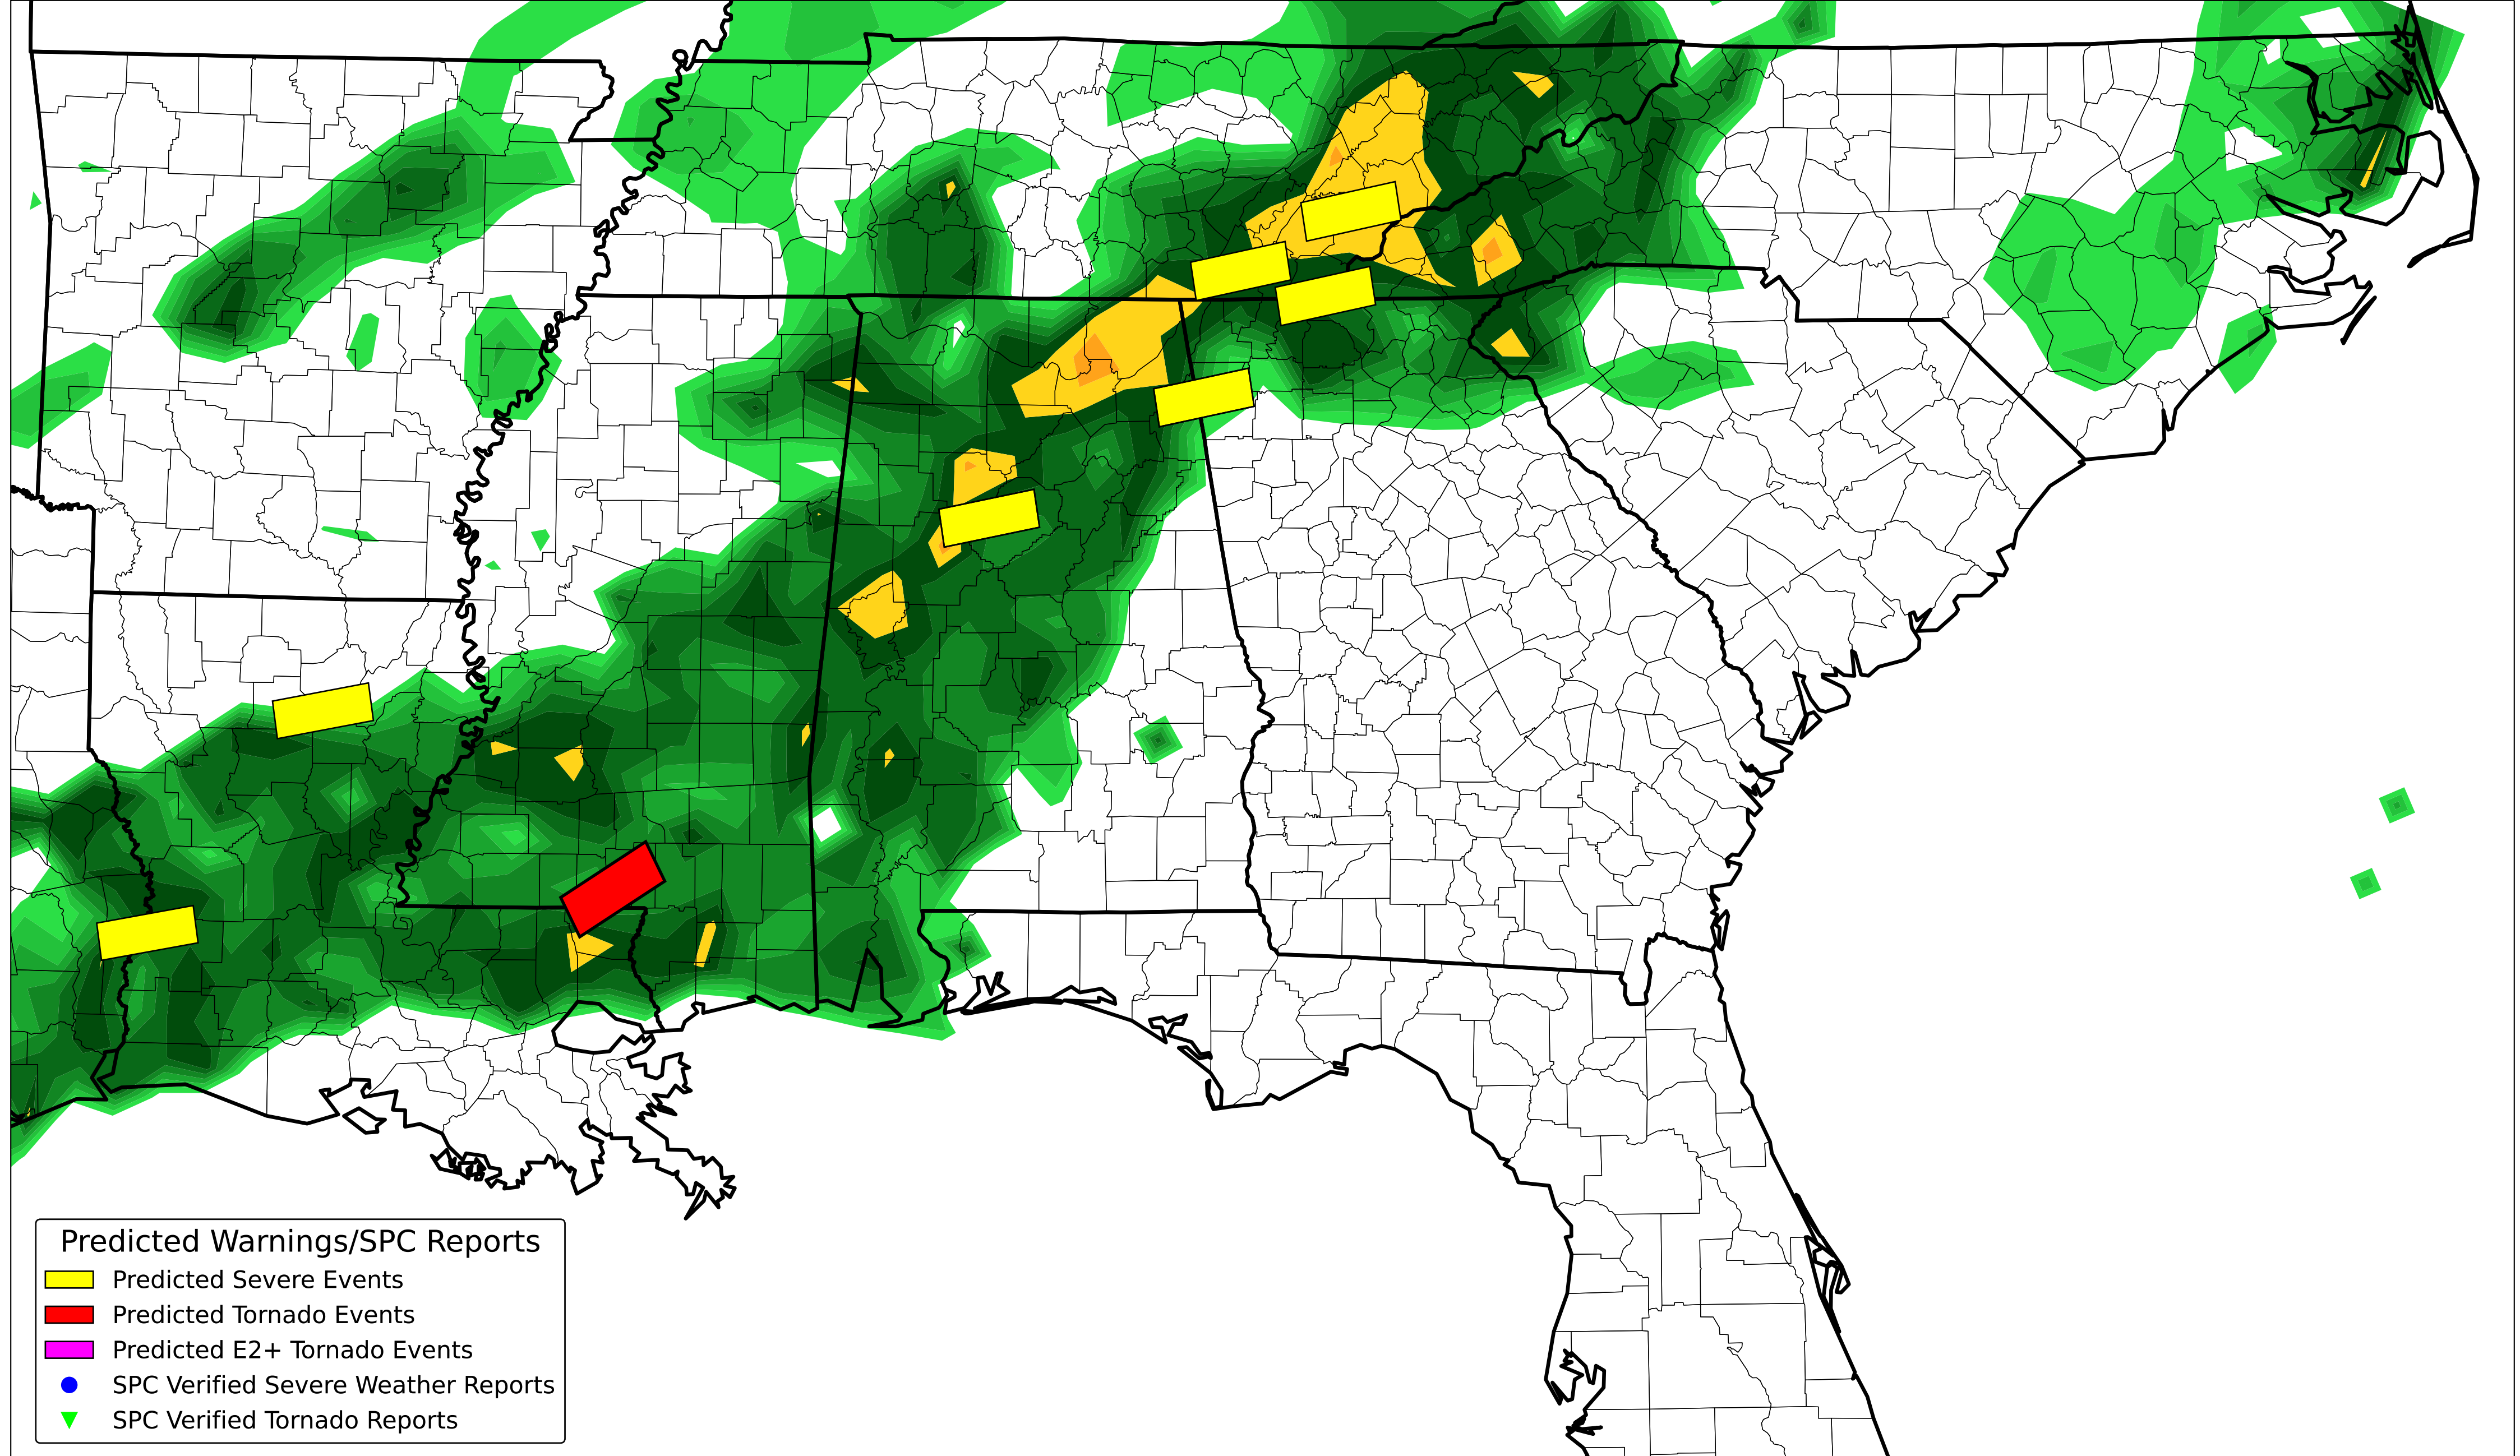 Predicted Warnings/SPC Reports
Predicted Severe Events
Predicted Tornado Events
Predicted E2+ Tornado Events
SPC Verified Severe Weather Reports
SPC Verified Tornado Reports